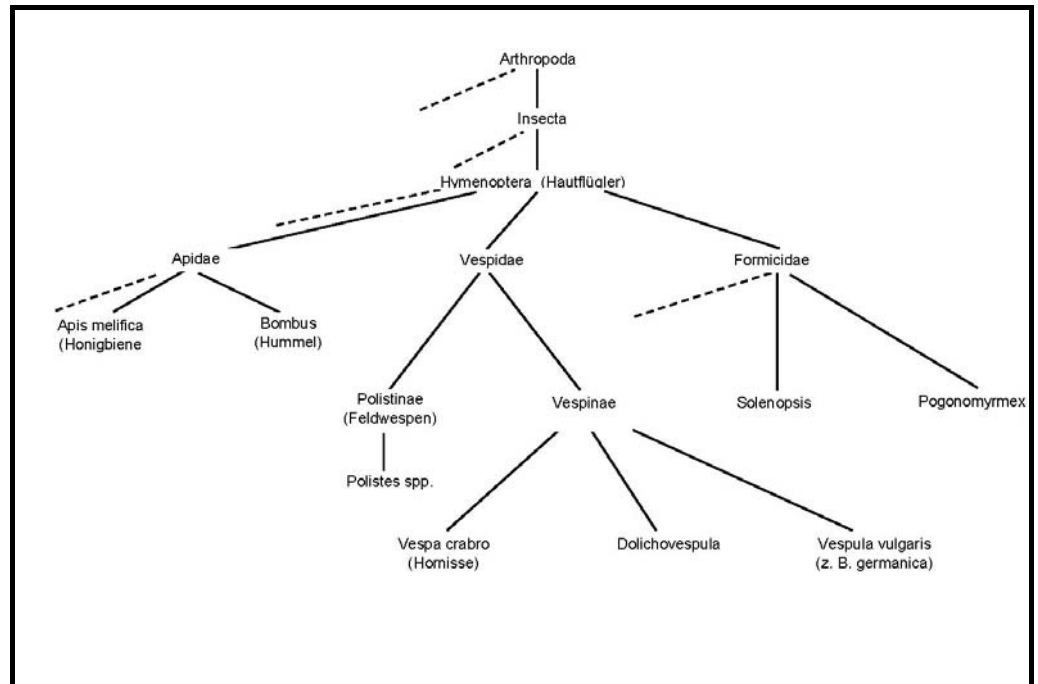 Arthropoda
Insecta
Hymenoptera (Hautflügler)
Apidae
Vespidae
Formicidae
Apis melifica
(Honigbiene
Bombus
(Hummel)
Polistinae
(Feldwespen)
Vespinae
Solenopsis
Pogonomyrmex
Polistes spp.
Vespa crabro
(Hornisse)
Dolichovespula
Vespula vulgaris
(z. B. germanica)